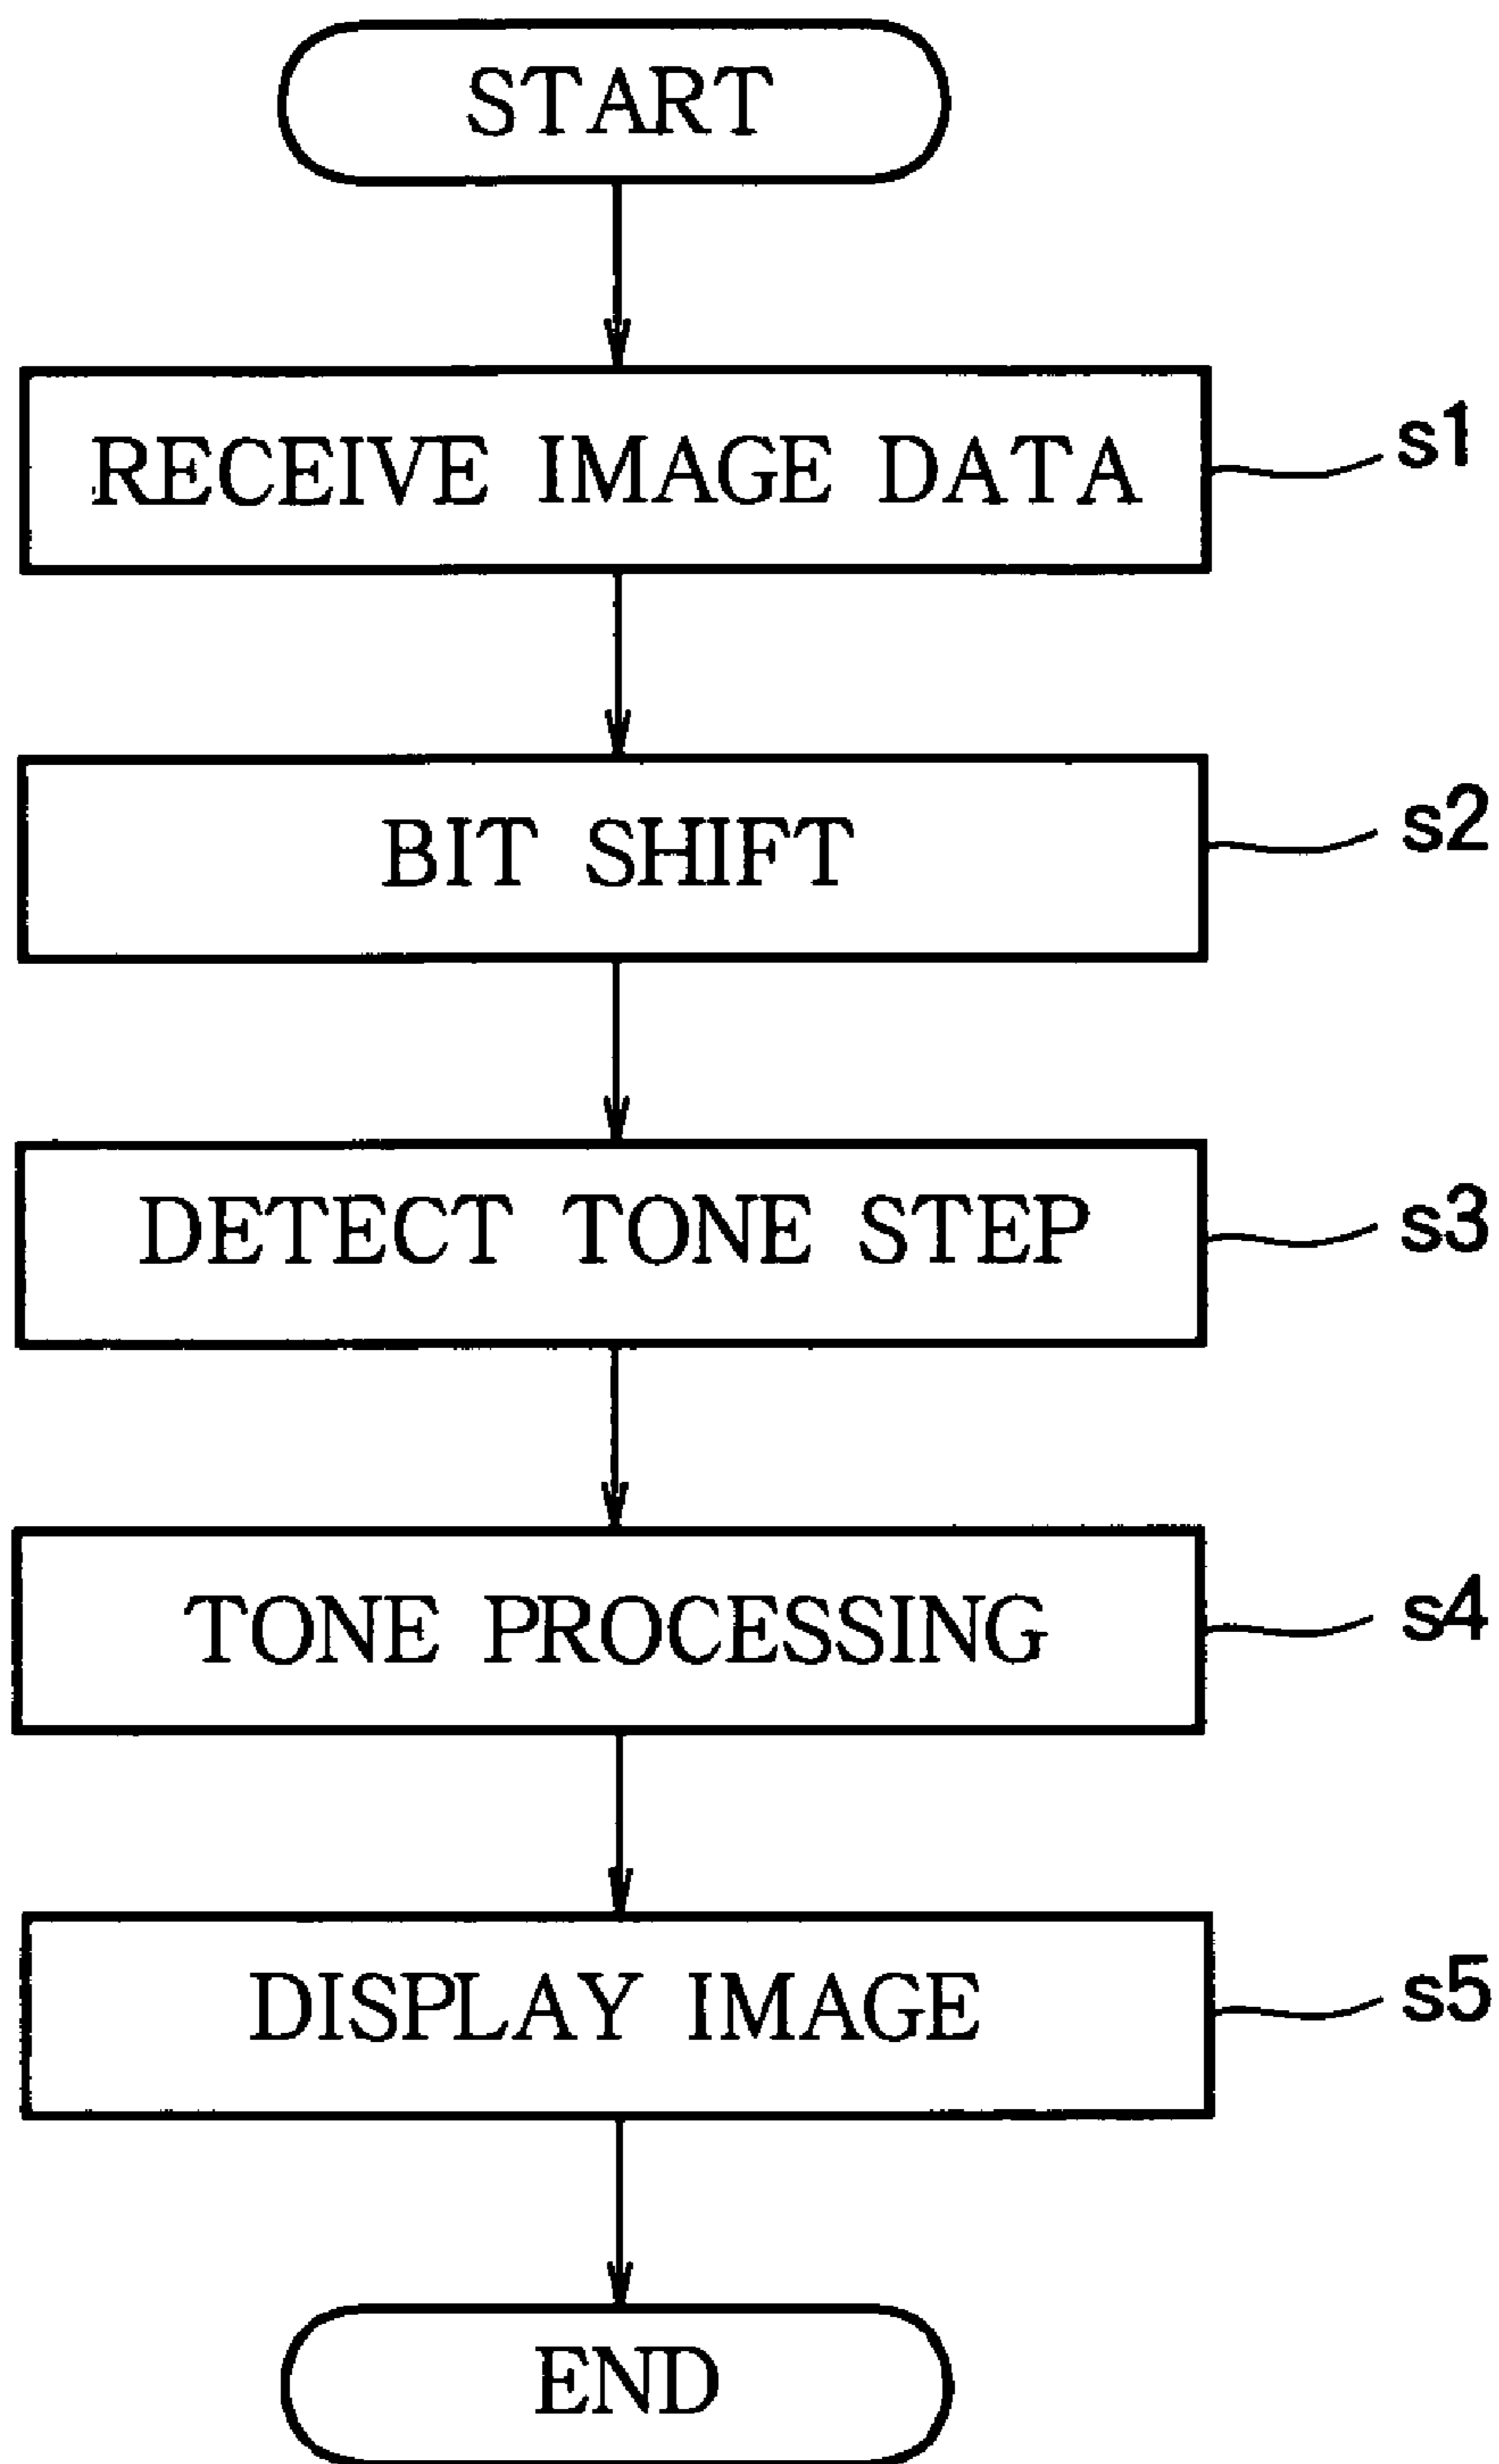 START
RECEIVE IMAGE DATA
s1
BIT SHIFT
s2
DETECT TONE STEP
s3
TONE PROCESSING
s4
DISPLAY IMAGE
s5
END